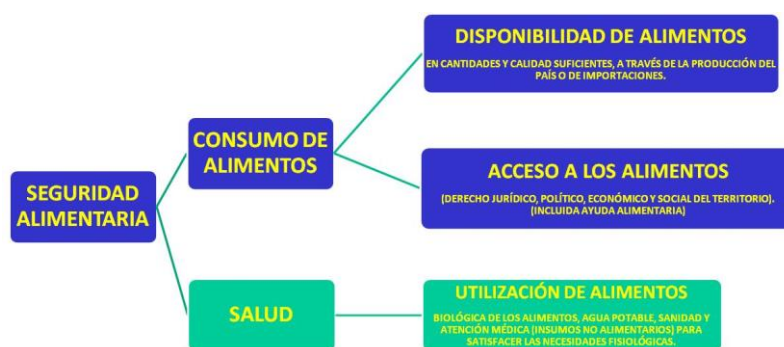 SEGURIDAD
ALIMENTARIA
CONSUMO DE
ALIMENTOS
DISPONIBILIDAD DE ALIMENTOS
EN CANTIDADES Y CALIDAD SUFICIENTES, A TRAVÉS DE LA PRODUCCIÓN DEL
PAÍS O DE IMPORTACIONES.
ACCESO A LOS ALIMENTOS
(DERECHO JURÍDICO, POLÍTICO, ECONÓMICO Y SOCIAL DEL TERRITORIO).
(INCLUIDA AYUDA ALIMENTARIA)
SALUD
UTILIZACIÓN DE ALIMENTOS
BIOLÓGICA DE LOS ALIMENTOS, AGUA POTABLE, SANIDAD Y
ATENCIÓN MÉDICA (INSUMOS NO ALIMENTARIOS) PARA
SATISFACER LAS NECESIDADES FISIOLÓGICAS.